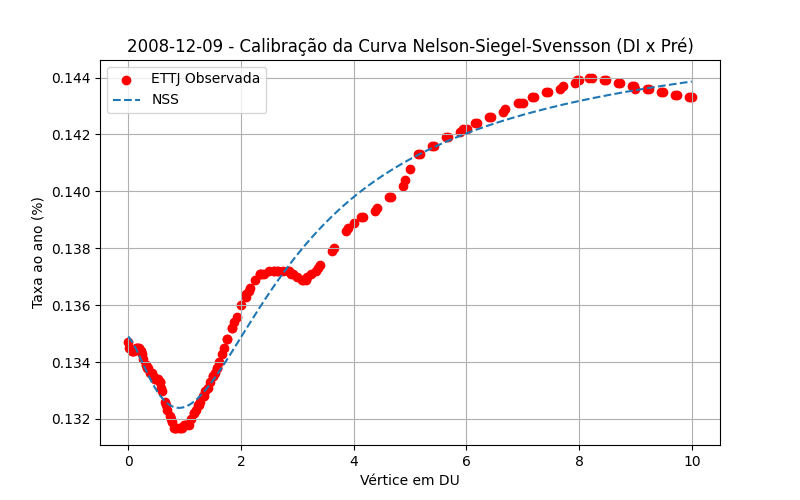 2008-12-09 - Calibração da Curva Nelson-Siegel-Svensson (DI x Pré)
ETTJ Observada
NSS
Taxa ao ano (%)
0.144
0.142
0.140
0.138
0.136
0.134
0.132
0 2 4 6 8 10
Vértice em DU